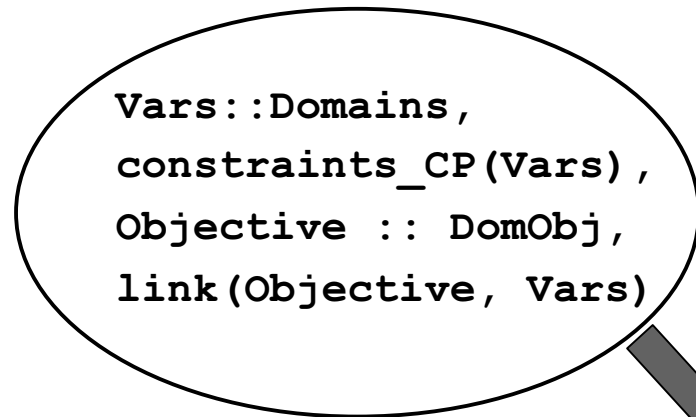 Vars::Domains,
constraints_CP(Vars),
Objective :: DomObj,
link(Objective, Vars)